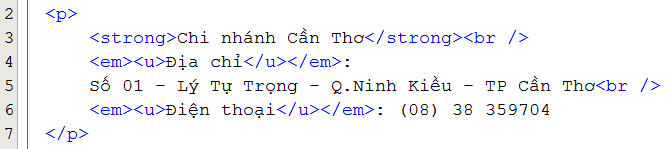 2 <p>
3 <strong>Chi nhánh Cần Thơ</strong><br />
4 <em><u>Địa chỉ</u></em>:
5 Số 01 - Lý Tự Trọng - Q.Ninh Kiều - TP Cần Thơ<br />
6 <em><u>Điện thoại</u></em>: (08) 38 359704
7 </p>